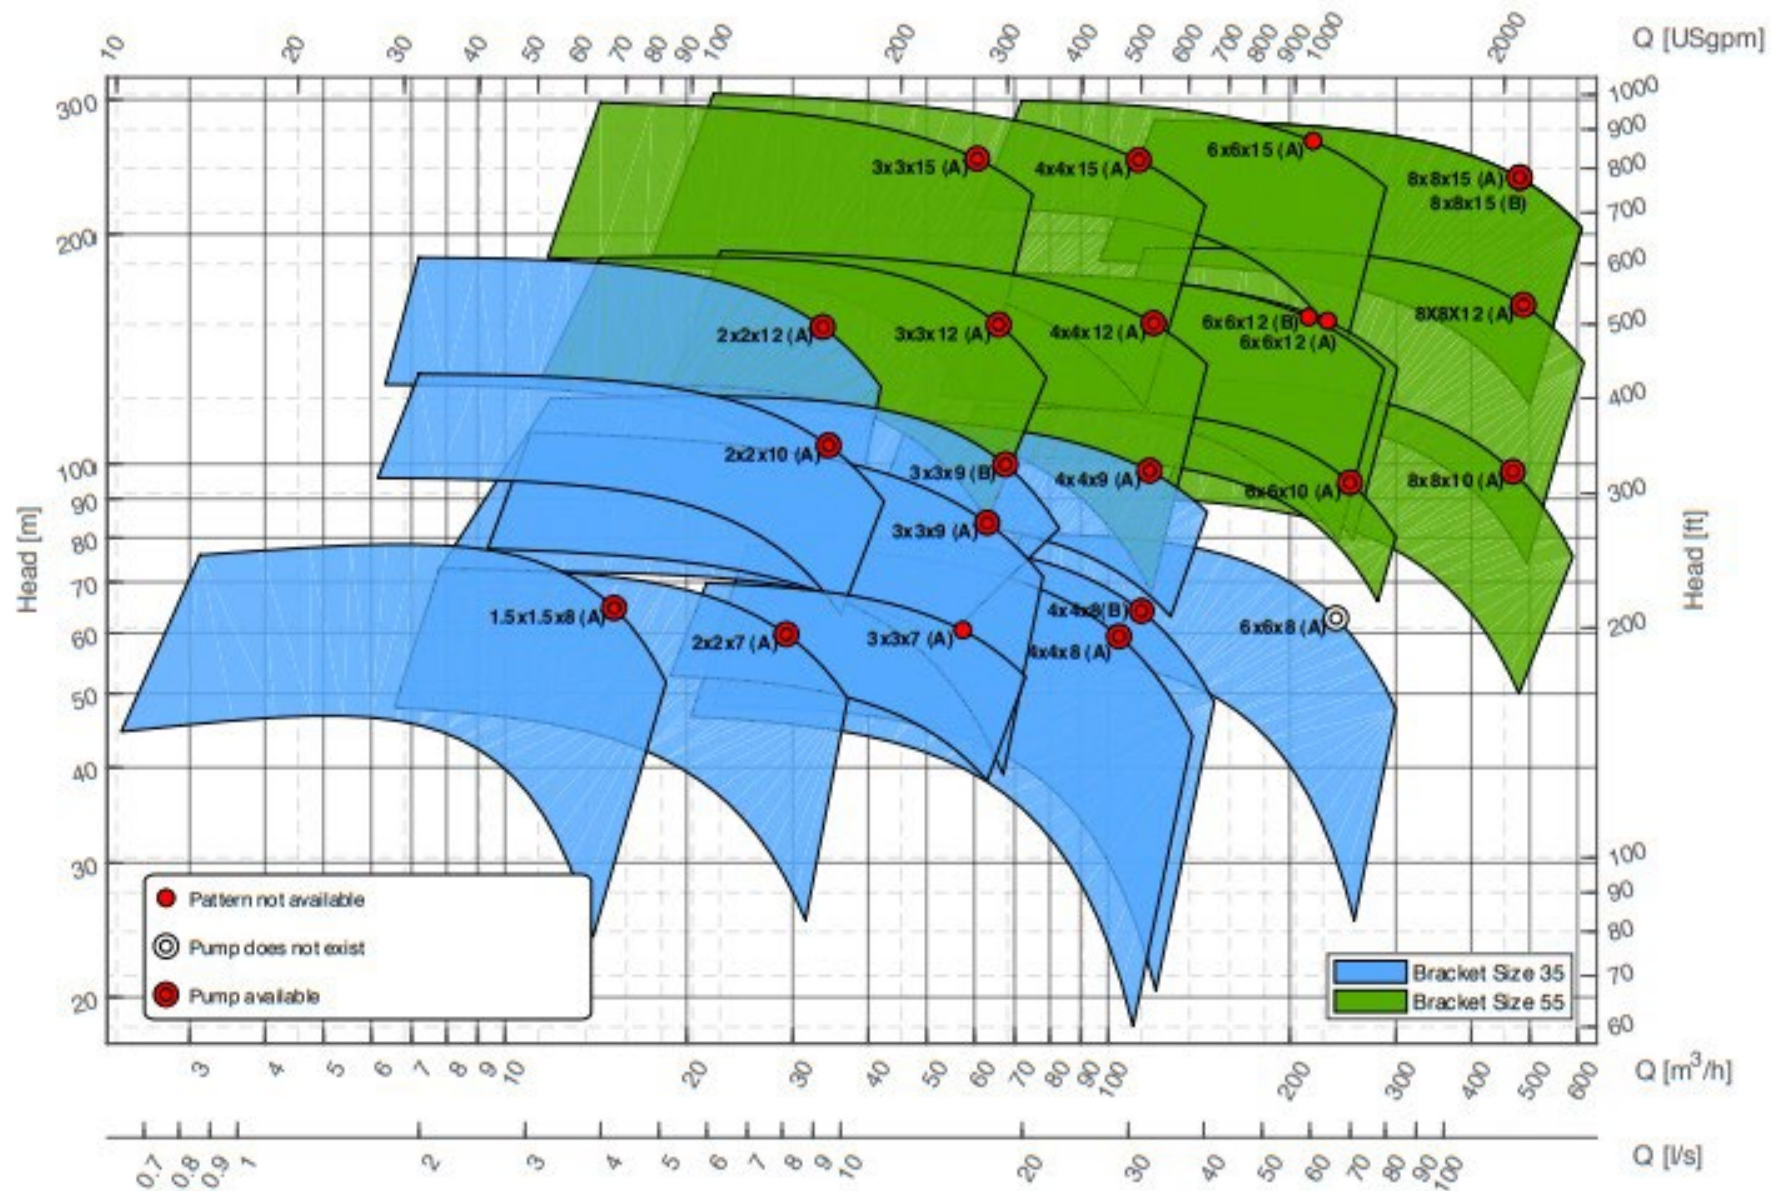 10 20 30 40 50 60 70 80 90 100 200 300 400 500 600 700 800 900 1000 2000 Q [USgpm]
300
200
100
90
80
70
60
50
40
30
20
Head [m]
1000
900
800
700
600
500
400
300
200
100
90
80
70
60
Head [ft]
3x3x15 (A)
4x4x15 (A)
6x6x15 (A)
8x8x15 (A)
8x8x15 (B)
2x2x12 (A)
3x3x12 (A)
4x4x12 (A)
6x6x12 (B)
6x6x12 (A)
8X8X12 (A)
2x2x10 (A)
3x3x9 (B)
4x4x9 (A)
6x6x10 (A)
8x8x10 (A)
3x3x9 (A)
1.5x1.5x8 (A)
2x2x7 (A)
3x3x7 (A)
4x4x8(B)
4x4x8 (A)
6x6x8 (A)
Pattern not available
Pump does not exist
Pump available
Bracket Size 35
Bracket Size 55
3 4 5 6 7 8 9 10 20 30 40 50 60 70 80 90 100 200 300 400 500 600 Q [m³/h]
0.7 0.8 0.9 1 2 3 4 5 6 7 8 9 10 20 30 40 50 60 70 80 90 100 Q [l/s]